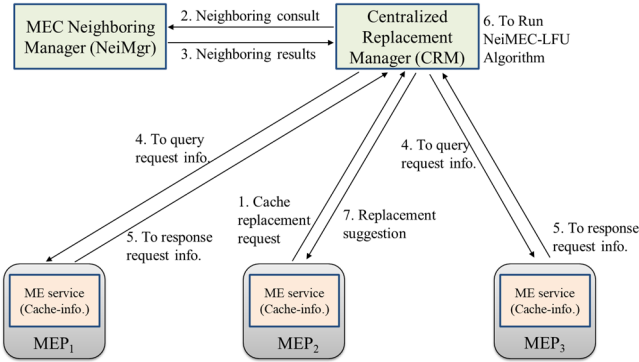 MEC Neighboring
Manager (NeiMgr)
2. Neighboring consult
3. Neighboring results
Centralized
Replacement
Manager (CRM)
6. To Run
NeiMEC-LFU
Algorithm
4. To query
request info.
5. To response
request info.
1. Cache
replacement
request
7. Replacement
suggestion
4. To query
request info.
5. To response
request info.
ME service
(Cache-info.)
MEP₁
ME service
(Cache-info.)
MEP₂
ME service
(Cache-info.)
MEP₃